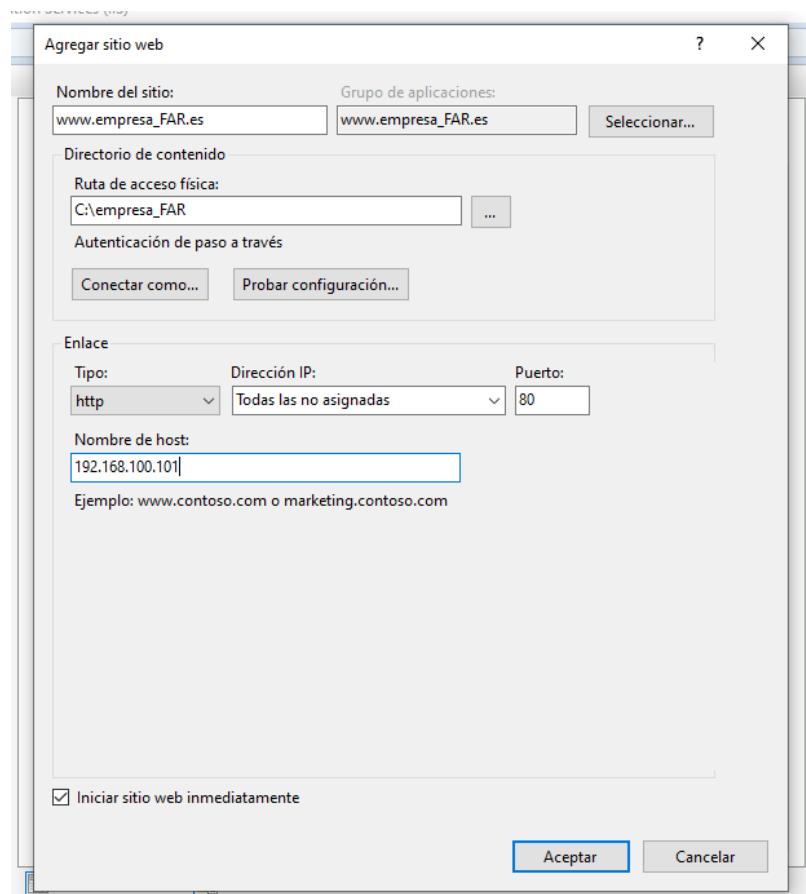 Agregar sitio web
Nombre del sitio: Grupo de aplicaciones:
www.empresa_FAR.es www.empresa_FAR.es Seleccionar...
Directorio de contenido
Ruta de acceso física:
C:\empresa_FAR ...
Autenticación de paso a través
Conectar como... Probar configuración...
Enlace
Tipo: Dirección IP: Puerto:
http Todas las no asignadas 80
Nombre de host:
192.168.100.101
Ejemplo: www.contoso.com o marketing.contoso.com
Iniciar sitio web inmediatamente
Aceptar Cancelar